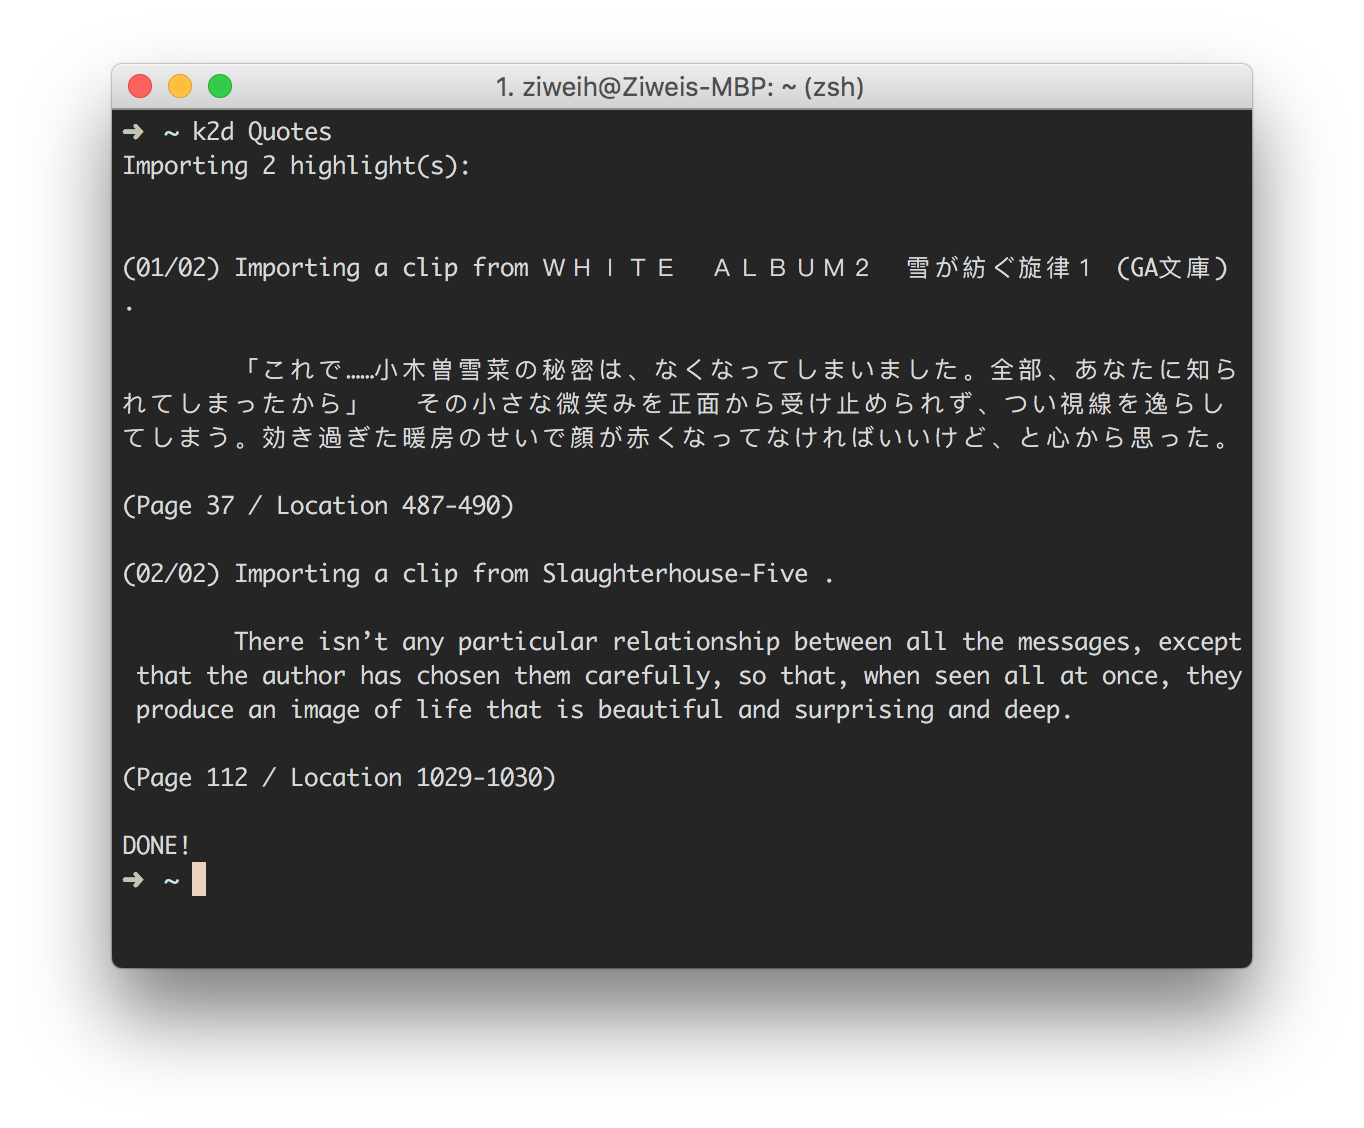 1. ziweih@Ziweis-MBP: ~ (zsh)
➜ ~ k2d Quotes
Importing 2 highlight(s):
(01/02) Importing a clip from ＷＨＩＴＥ　ＡＬＢＵＭ２　雪が紡ぐ旋律１ (GA文庫)
.
「これで……小木曽雪菜の秘密は、なくなってしまいました。全部、あなたに知ら
れてしまったから」　その小さな微笑みを正面から受け止められず、つい視線を逸らし
てしまう。効き過ぎた暖房のせいで顔が赤くなってなければいいけど、と心から思った。
(Page 37 / Location 487-490)
(02/02) Importing a clip from Slaughterhouse-Five .
There isn’t any particular relationship between all the messages, except
that the author has chosen them carefully, so that, when seen all at once, they
produce an image of life that is beautiful and surprising and deep.
(Page 112 / Location 1029-1030)
DONE!
➜ ~